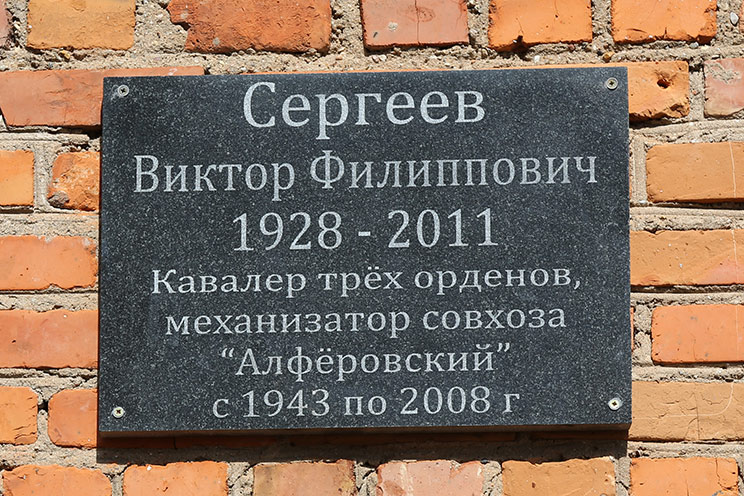 Сергеев
Виктор Филиппович
1928 - 2011
Кавалер трёх орденов,
механизатор совхоза
“Алфёровский”
с 1943 по 2008 г